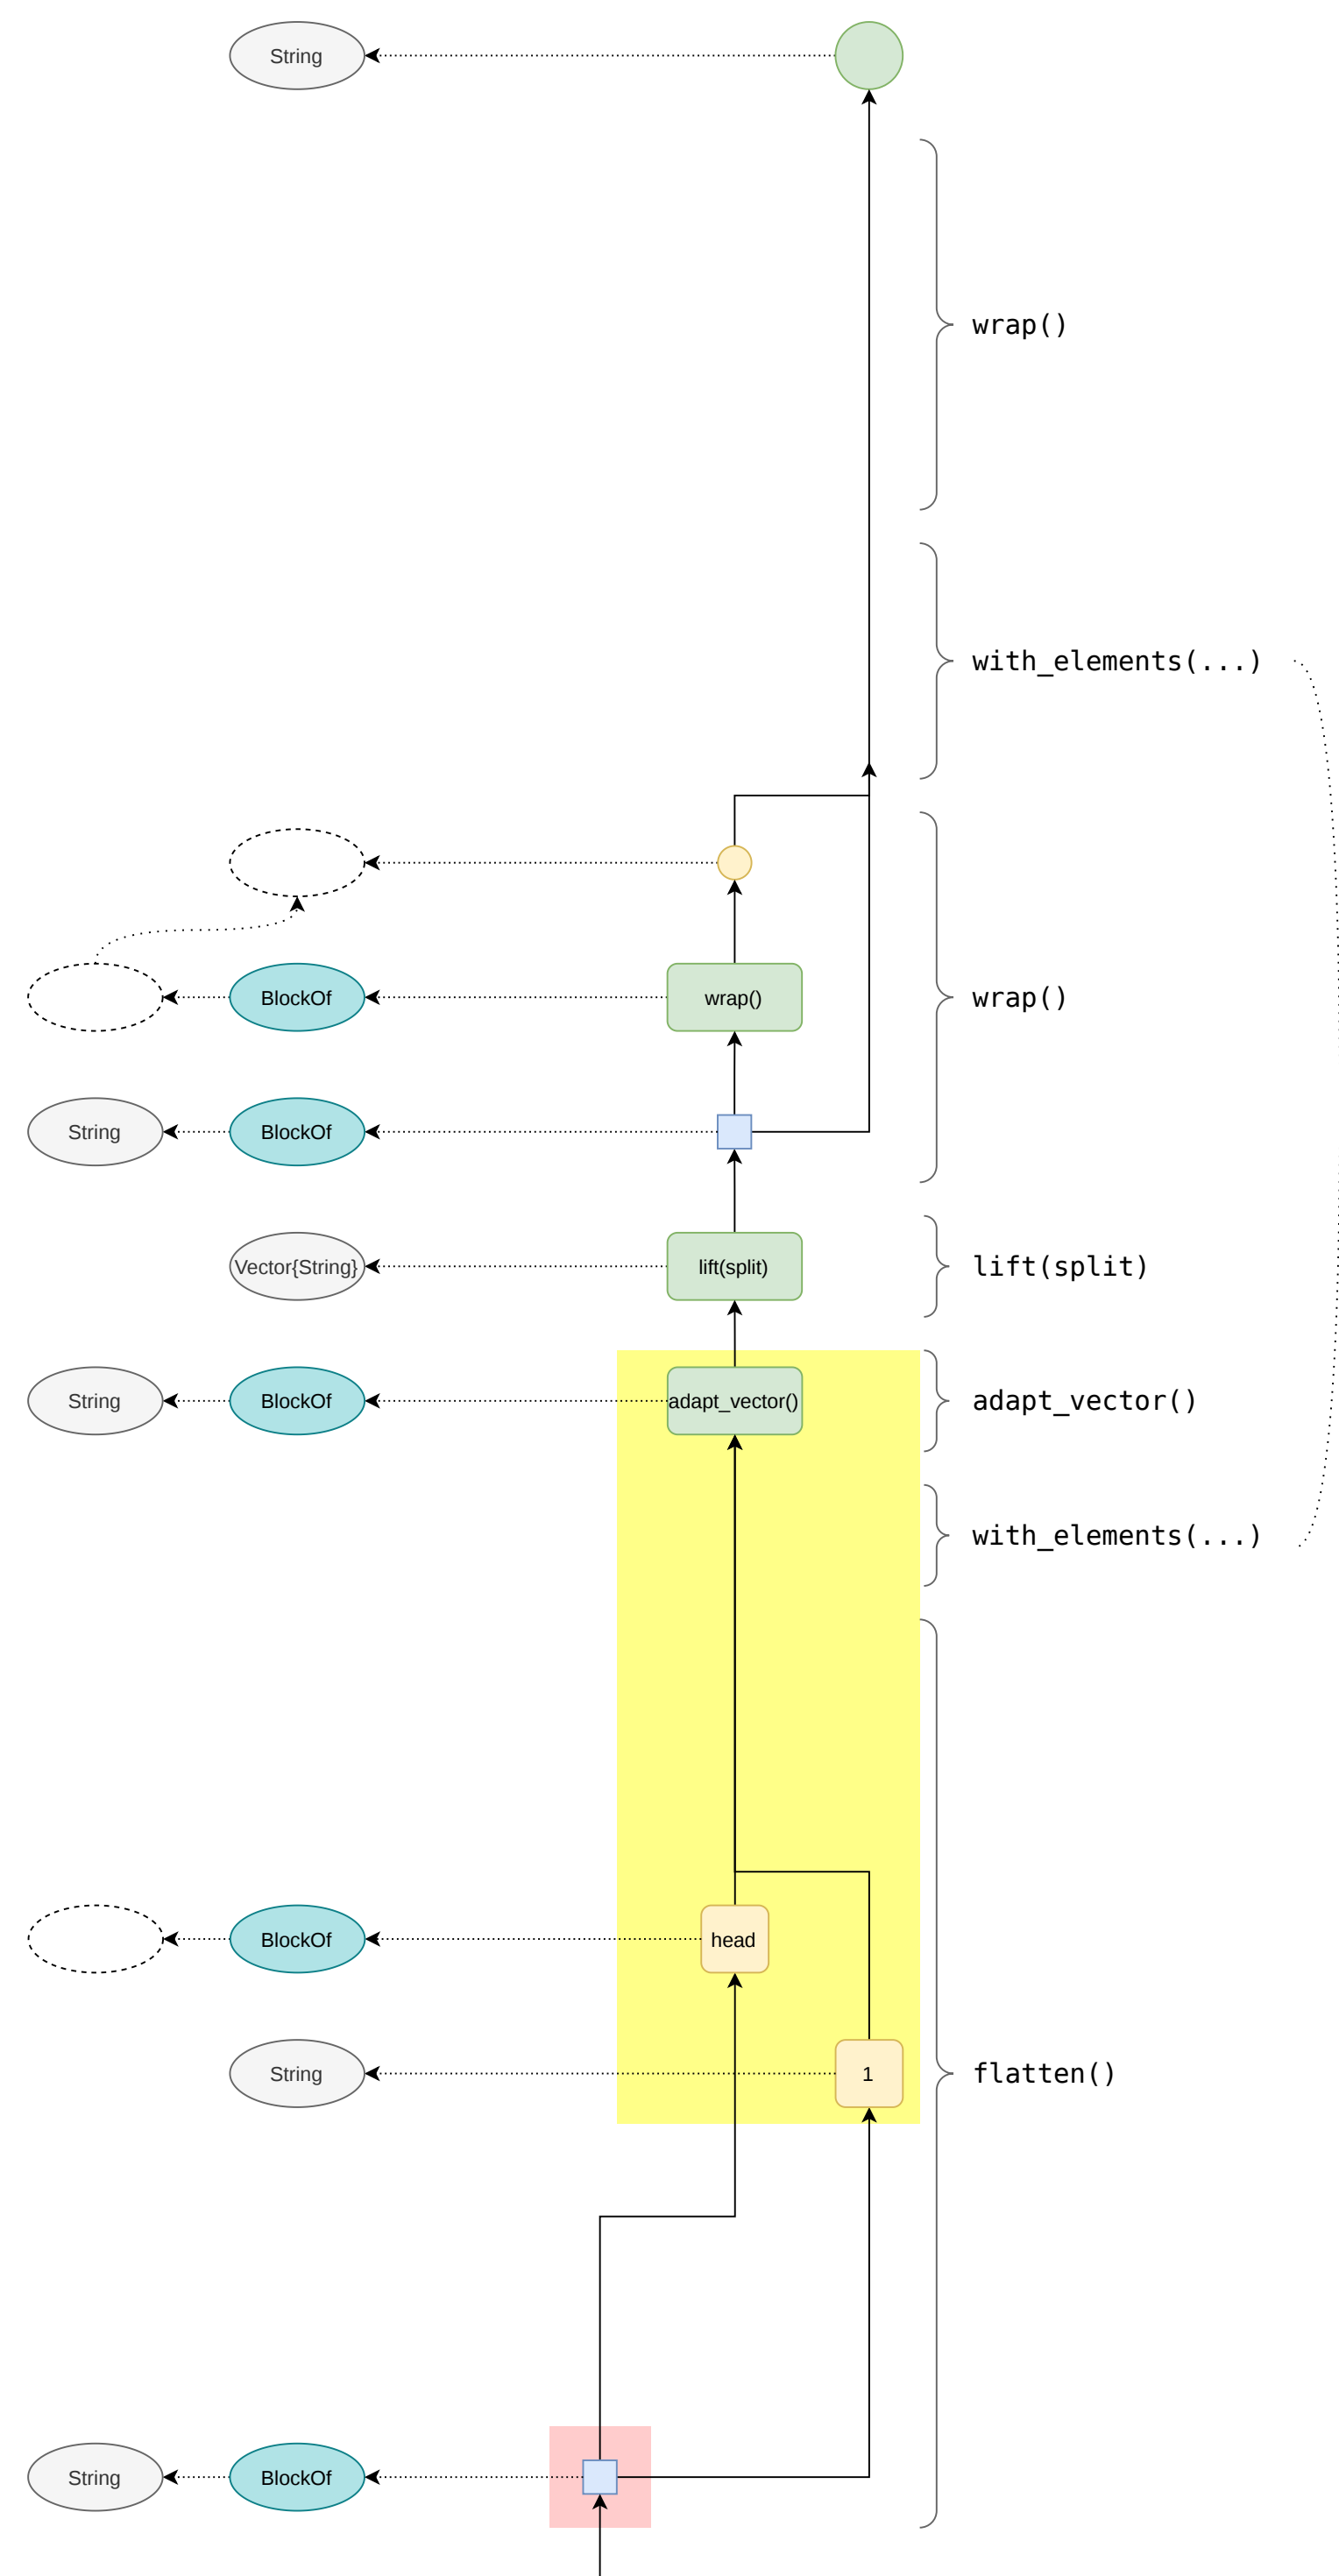 String
wrap()
with_elements(...)
BlockOf
wrap()
wrap()
String
BlockOf
Vector{String}
lift(split)
lift(split)
String
BlockOf
adapt_vector()
adapt_vector()
with_elements(...)
BlockOf
head
String
1
flatten()
String
BlockOf